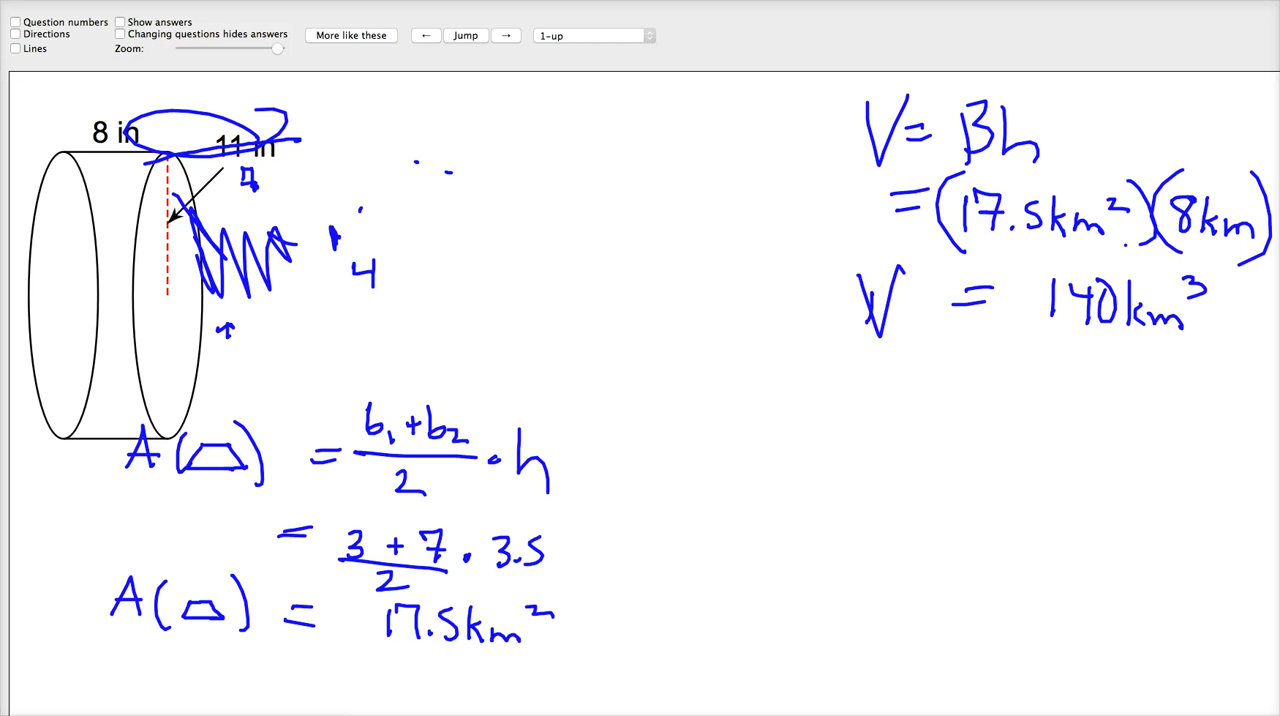 Question numbers Show answers
Directions Changing questions hides answers
Lines Zoom: More like these ← Jump → 1-up
8 in
11 in
7
4
V = Bh
= (17.5km²)(8km)
V = 140km³
A(⏢) = b₁+b₂/2 · h
= 3+7/2 · 3.5
A(⏢) = 17.5km²